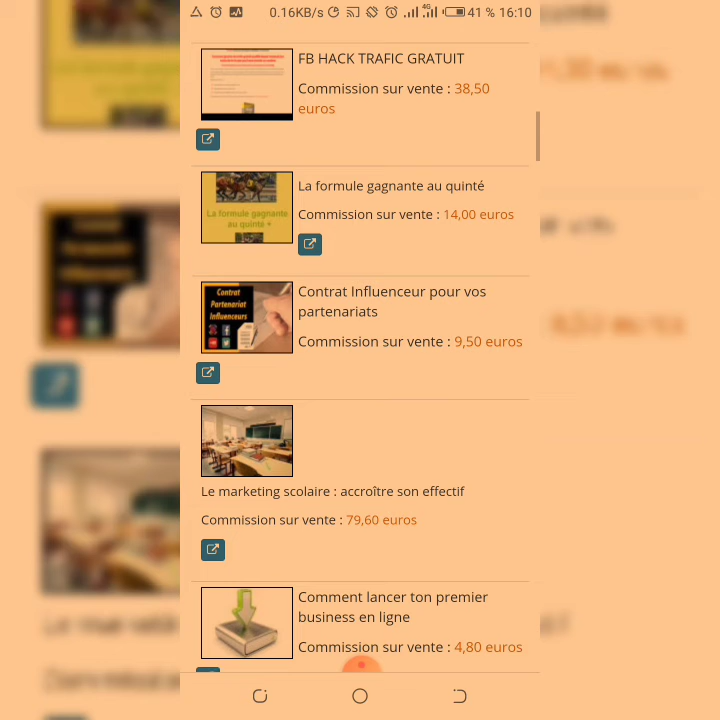 0.16KB/s 4G 41 % 16:10
FB HACK TRAFIC GRATUIT
Commission sur vente : 38,50
euros
La formule gagnante au quinté
La formule gagnante
au quinté +
Commission sur vente : 14,00 euros
Contrat Influenceur pour vos
partenariats
Contrat
Partenariat
Influenceurs
Commission sur vente : 9,50 euros
Le marketing scolaire : accroître son effectif
Commission sur vente : 79,60 euros
Comment lancer ton premier
business en ligne
Commission sur vente : 4,80 euros